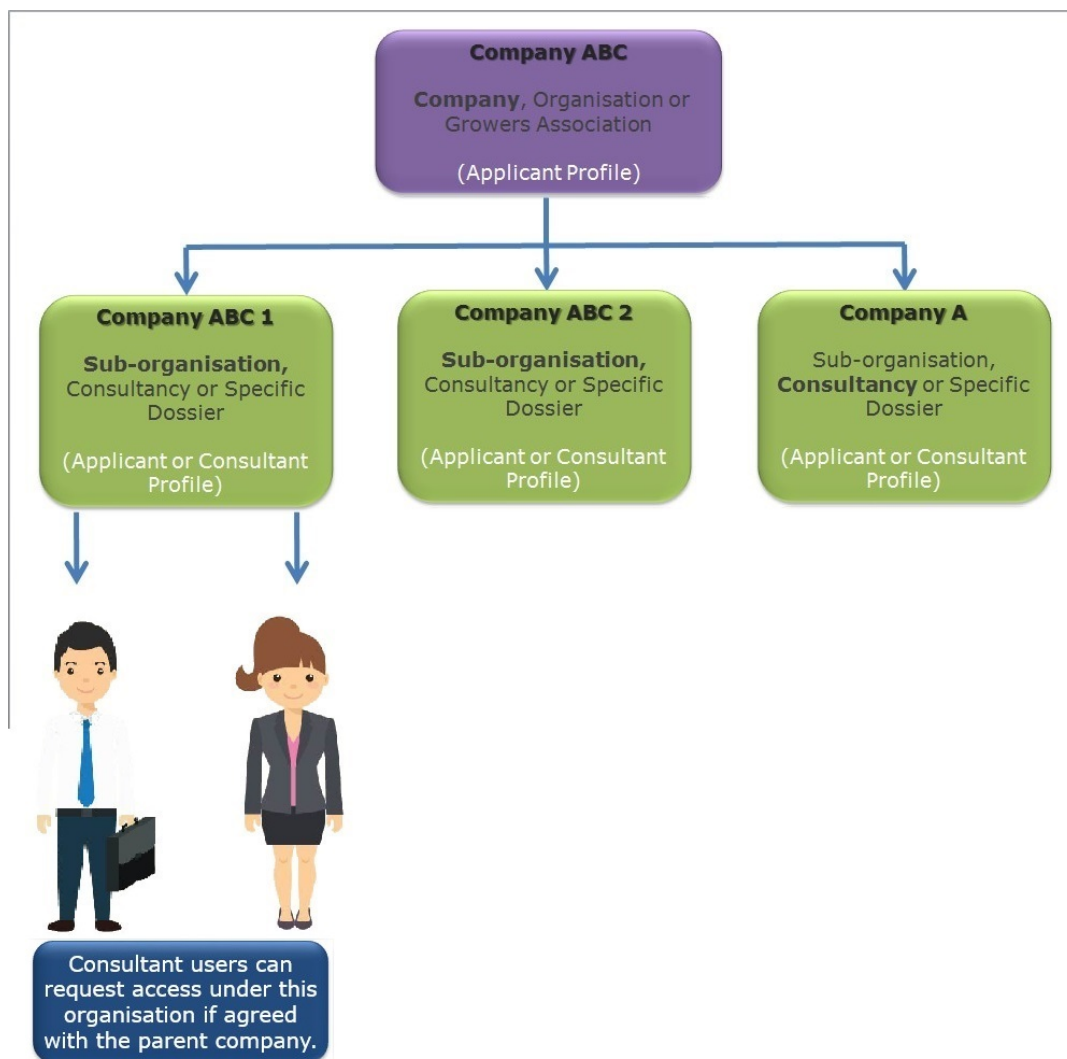 Company ABC
Company, Organisation or
Growers Association
(Applicant Profile)
Company ABC 1
Sub-organisation,
Consultancy or Specific
Dossier
(Applicant or Consultant
Profile)
Company ABC 2
Sub-organisation,
Consultancy or Specific
Dossier
(Applicant or Consultant
Profile)
Company A
Sub-organisation,
Consultancy or Specific
Dossier
(Applicant or Consultant
Profile)
Consultant users can
request access under this
organisation if agreed
with the parent company.